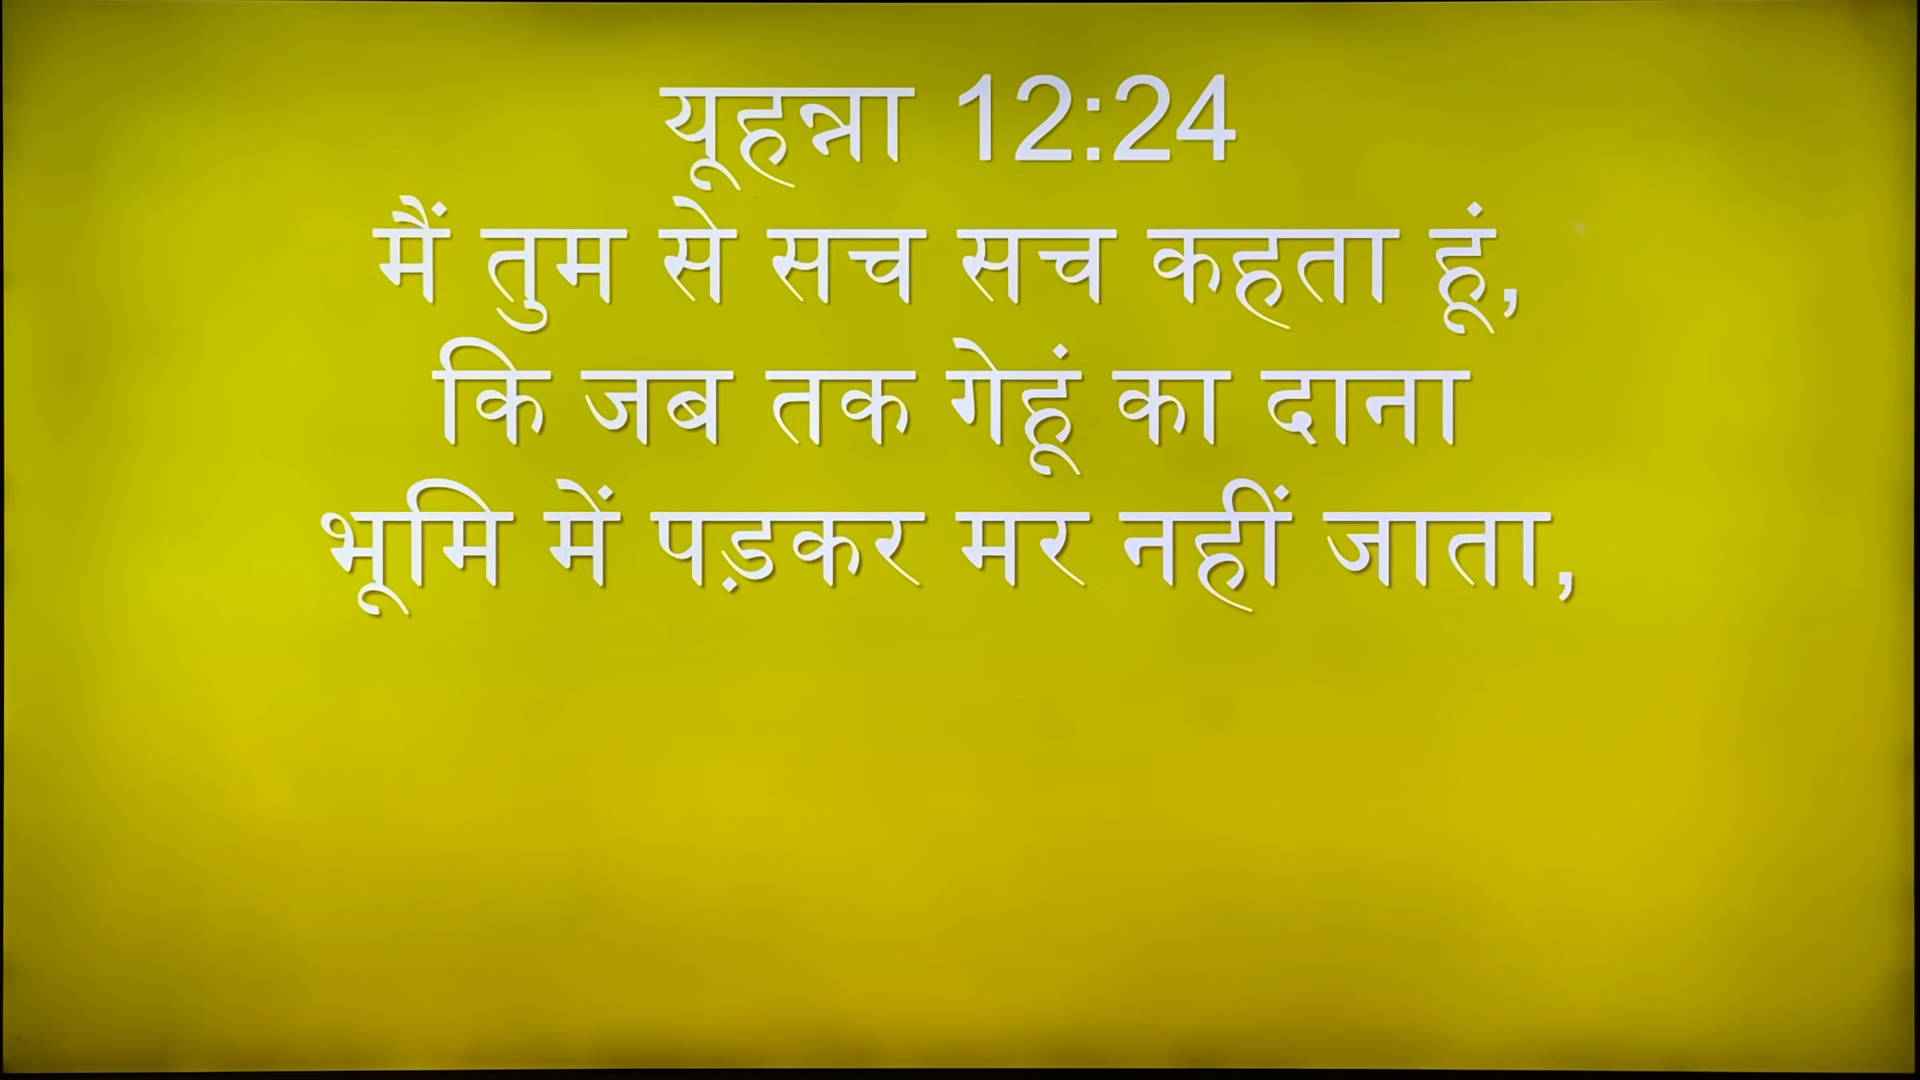 यूहन्ना 12:24
मैं तुम से सच सच कहता हूं,
कि जब तक गेहूं का दाना
भूमि में पड़कर मर नहीं जाता,